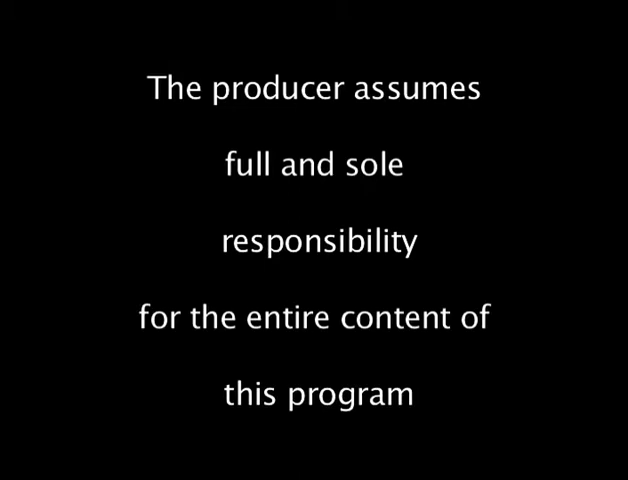 The producer assumes
full and sole
responsibility
for the entire content of
this program